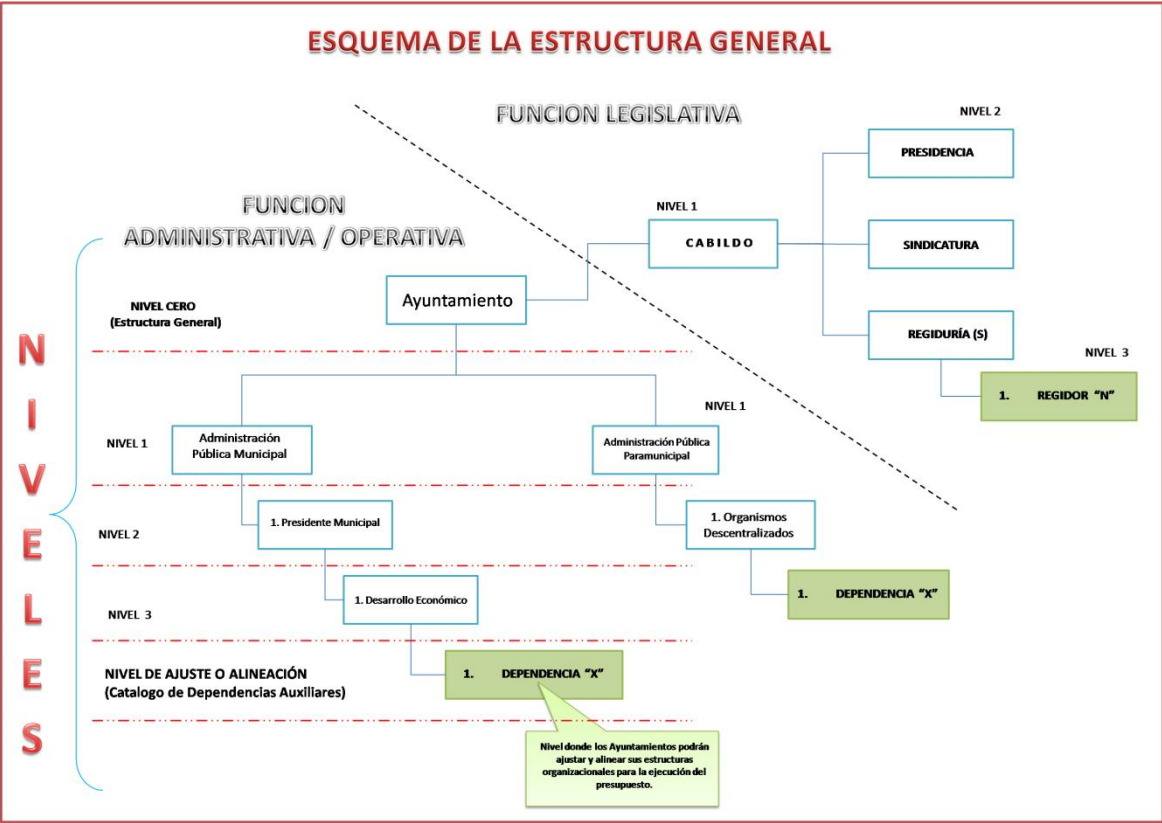 ESQUEMA DE LA ESTRUCTURA GENERAL
FUNCION LEGISLATIVA
NIVEL 2
PRESIDENCIA
NIVEL 1
CABILDO
SINDICATURA
REGIDURÍA (S)
NIVEL 3
1. REGIDOR “N”
FUNCION
ADMINISTRATIVA / OPERATIVA
NIVELES
NIVEL CERO
(Estructura General)
Ayuntamiento
NIVEL 1
Administración
Pública Municipal
NIVEL 1
Administración Pública
Paramunicipal
NIVEL 2
1. Presidente Municipal
1. Organismos
Descentralizados
NIVEL 3
1. Desarrollo Económico
1. DEPENDENCIA “X”
NIVEL DE AJUSTE O ALINEACIÓN
(Catalogo de Dependencias Auxiliares)
1. DEPENDENCIA “X”
Nivel donde los Ayuntamientos podrán
ajustar y alinear sus estructuras
organizacionales para la ejecución del
presupuesto.